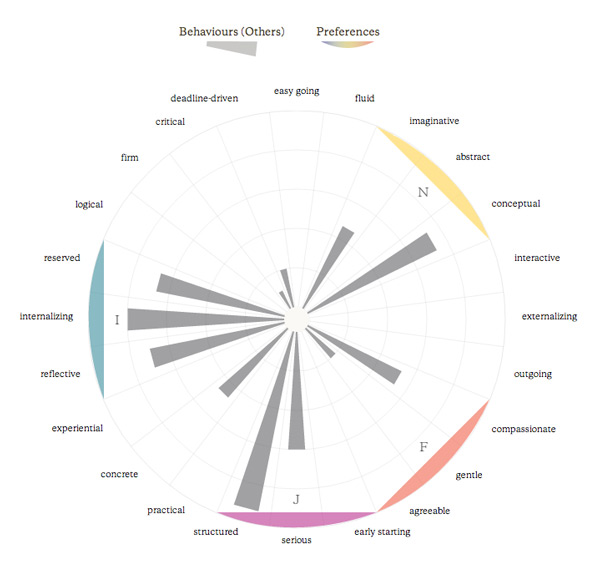 Behaviours (Others) Preferences
easy going
deadline-driven fluid
critical imaginative
firm abstract
N
logical conceptual
reserved interactive
internalizing I externalizing
reflective outgoing
experiential compassionate
F
concrete gentle
J
practical agreeable
structured early starting
serious